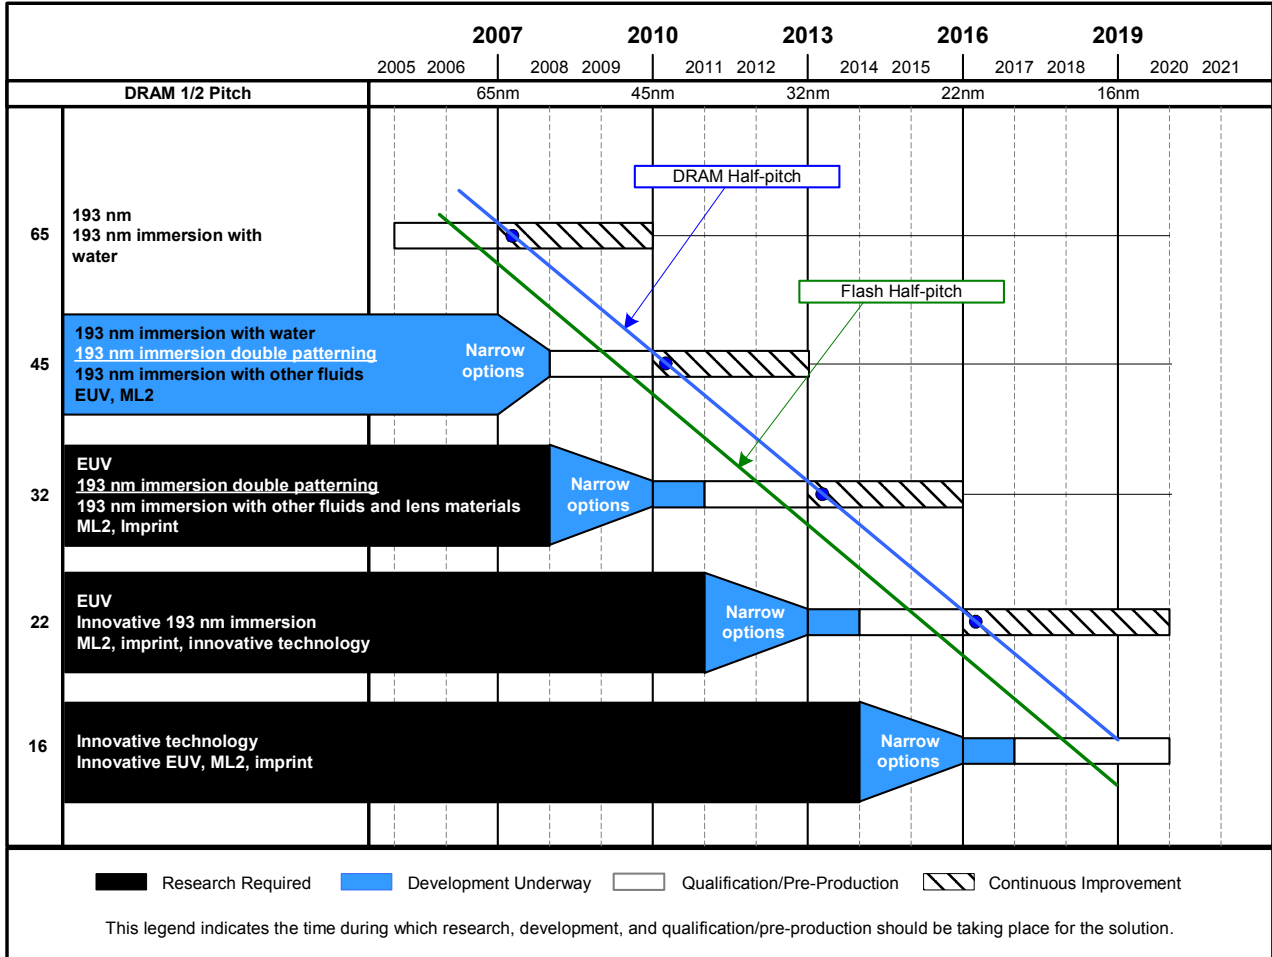 2007 2010 2013 2016 2019
2005 2006 2008 2009 2011 2012 2014 2015 2017 2018 2020 2021
DRAM 1/2 Pitch 65nm 45nm 32nm 22nm 16nm
DRAM Half-pitch
65
193 nm
193 nm immersion with
water
Flash Half-pitch
45
193 nm immersion with water
193 nm immersion double patterning
193 nm immersion with other fluids
EUV, ML2
Narrow
options
32
EUV
193 nm immersion double patterning
193 nm immersion with other fluids and lens materials
ML2, Imprint
Narrow
options
22
EUV
Innovative 193 nm immersion
ML2, imprint, innovative technology
Narrow
options
16
Innovative technology
Innovative EUV, ML2, imprint
Narrow
options
Research Required Development Underway Qualification/Pre-Production Continuous Improvement
This legend indicates the time during which research, development, and qualification/pre-production should be taking place for the solution.